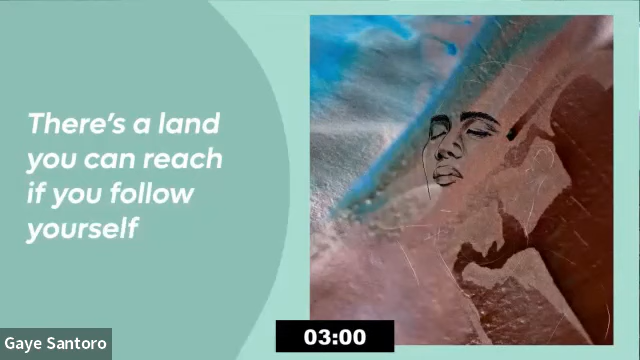 There's a land
you can reach
if you follow
yourself
Gaye Santoro
03:00